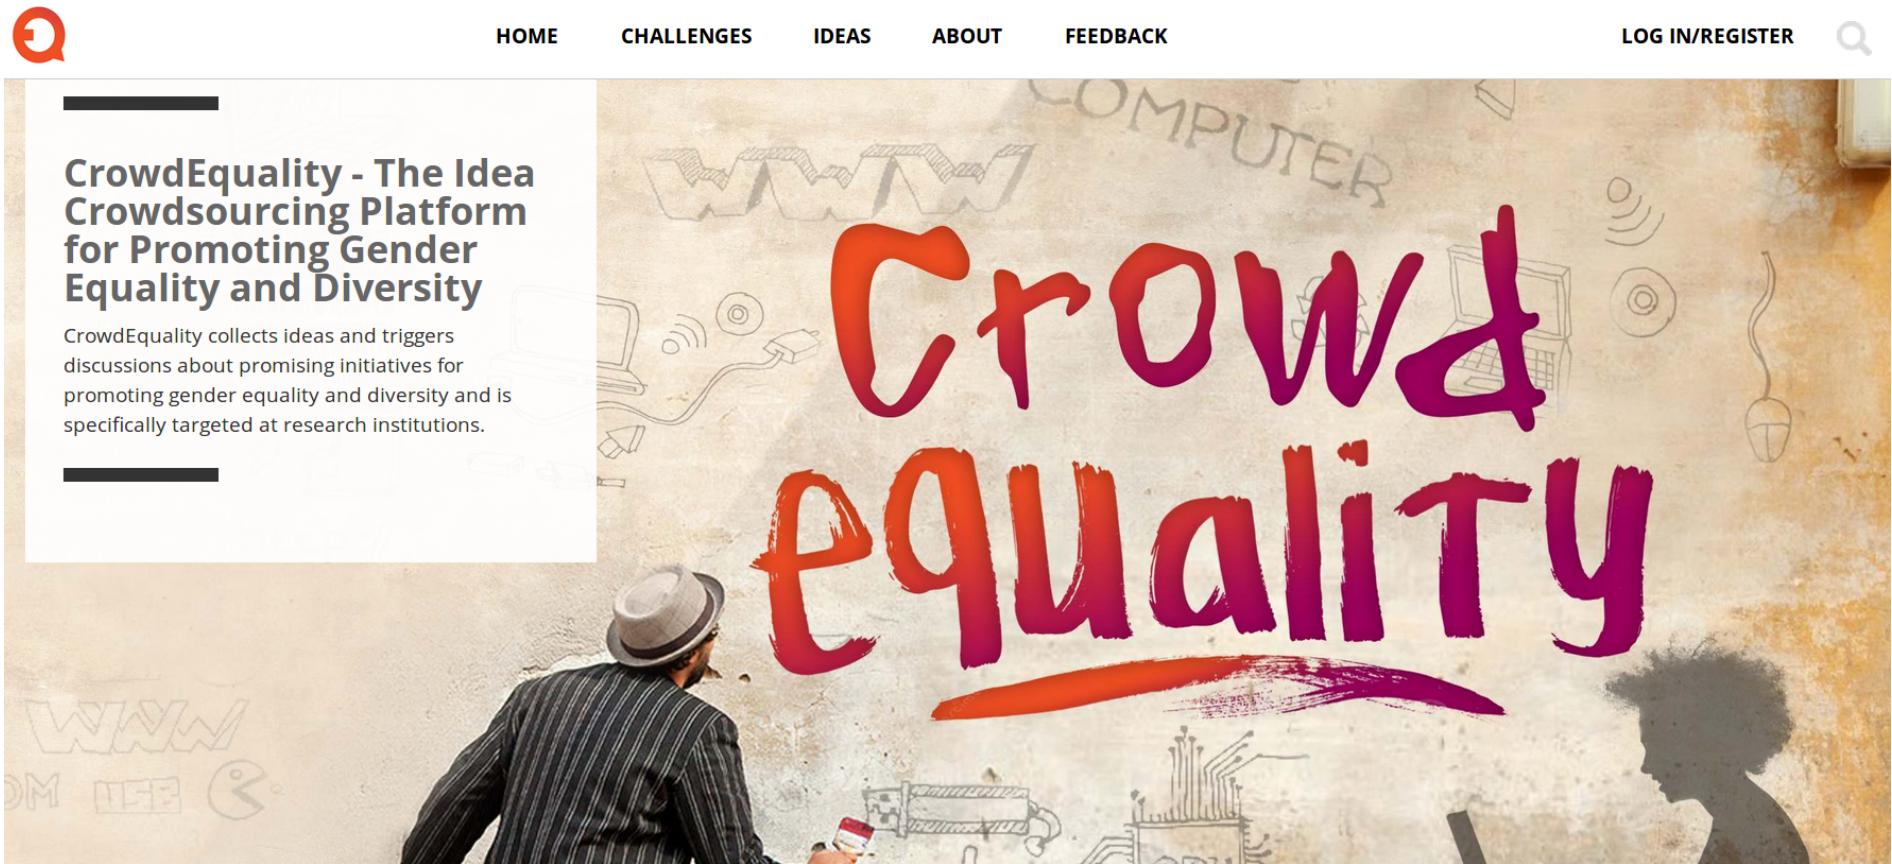 HOME CHALLENGES IDEAS ABOUT FEEDBACK LOG IN/REGISTER
CrowdEquality - The Idea
Crowdsourcing Platform
for Promoting Gender
Equality and Diversity
CrowdEquality collects ideas and triggers
discussions about promising initiatives for
promoting gender equality and diversity and is
specifically targeted at research institutions.
COMPUTER
WWW
Crowd
equality
WWW
OM USB